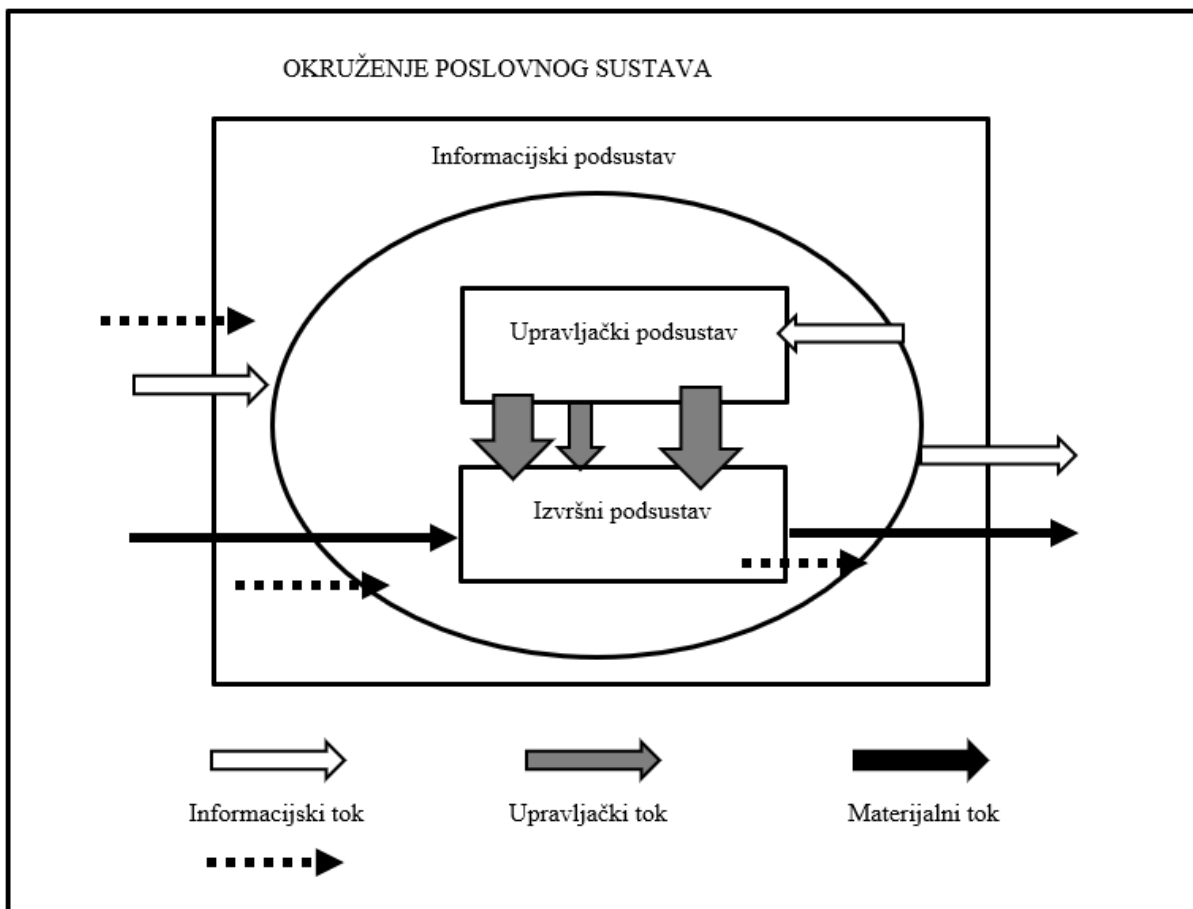 OKRUŽENJE POSLOVNOG SUSTAVA
Informacijski podsustav
Upravljački podsustav
Izvršni podsustav
Informacijski tok
Upravljački tok
Materijalni tok